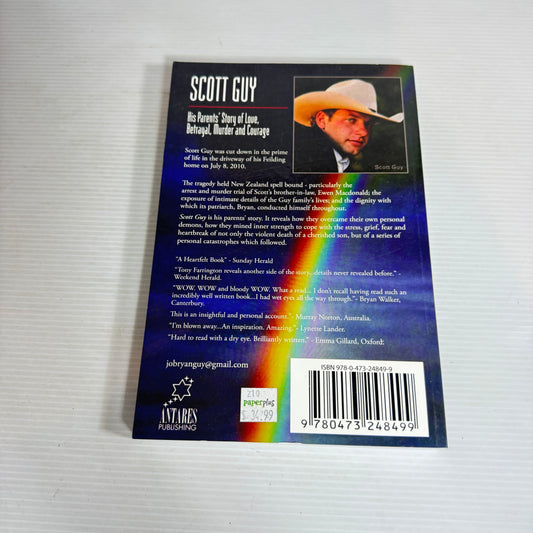 SCOTT GUY
His Parents' Story of Love,
Betrayal, Murder and Courage
Scott Guy was cut down in the prime
of life in the driveway of his Feilding
home on July 8, 2010.
Scott Guy
The tragedy held New Zealand spell bound - particularly the
arrest and murder trial of Scott's brother-in-law, Ewen Macdonald; the
exposure of intimate details of the Guy family's lives; and the dignity with
which its patriarch, Bryan, conducted himself throughout.
Scott Guy is his parents' story. It reveals how they overcame their own personal
demons, how they mined inner strength to cope with the stress, grief, fear and
heartbreak of not only the violent death of a cherished son, but of a series of
personal catastrophes which followed.
"A Heartfelt Book" - Sunday Herald
"Tony Farrington reveals another side of the story...details never revealed before." -
Weekend Herald.
"WOW. WOW and bloody WOW. What a read... I don't recall having read such an
incredibly well written book...I had wet eyes all the way through."- Bryan Walker,
Canterbury.
This is an insightful and personal account." - Murray Norton, Australia.
"I'm blown away...An inspiration. Amazing." - Lynette Lander.
"Hard to read with a dry eye. Brilliantly written." - Emma Gillard, Oxford:
jobryanguy@gmail.com
ANTARES
PUBLISHING
210
paperplus
$ 34.99
ISBN 978-0-473-24849-9
9 780473 248499